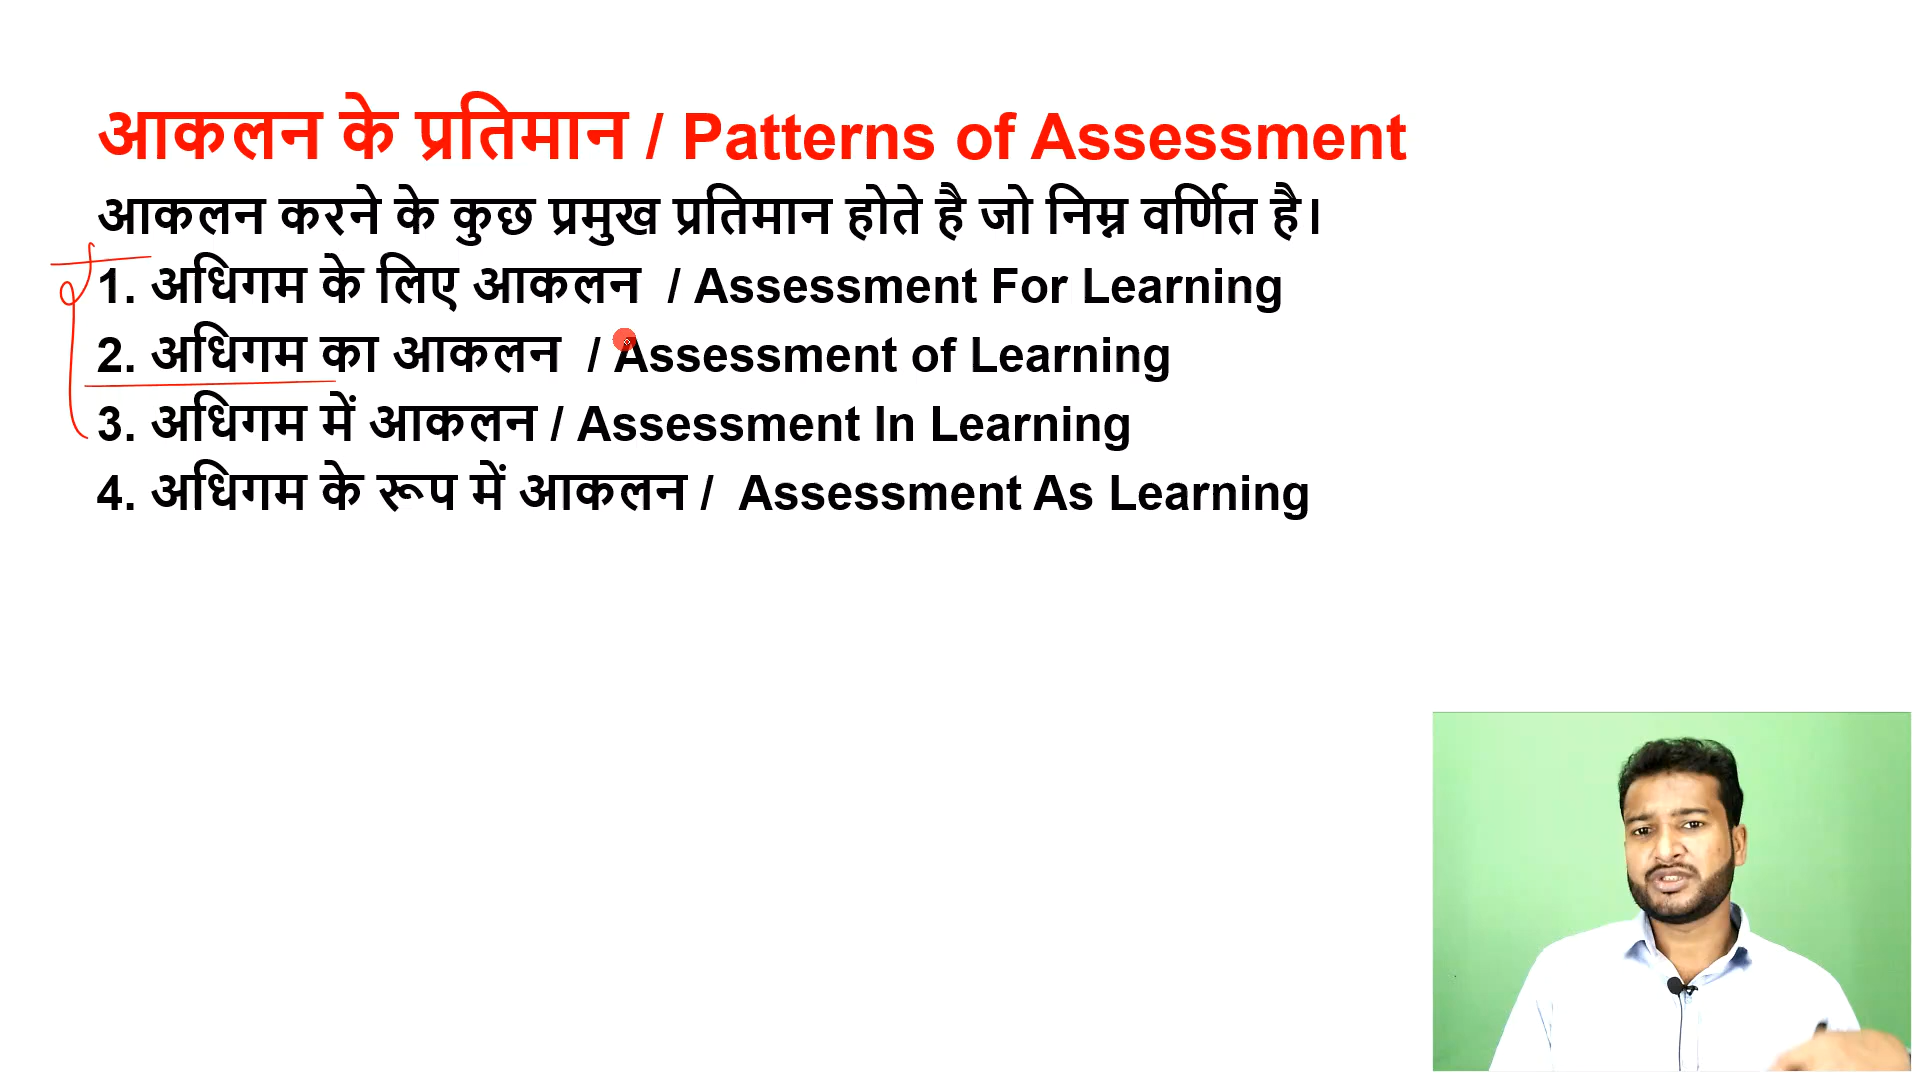 आकलन के प्रतिमान / Patterns of Assessment
आकलन करने के कुछ प्रमुख प्रतिमान होते है जो निम्न वर्णित है।
1. अधिगम के लिए आकलन / Assessment For Learning
2. अधिगम का आकलन / Assessment of Learning
3. अधिगम में आकलन / Assessment In Learning
4. अधिगम के रूप में आकलन / Assessment As Learning